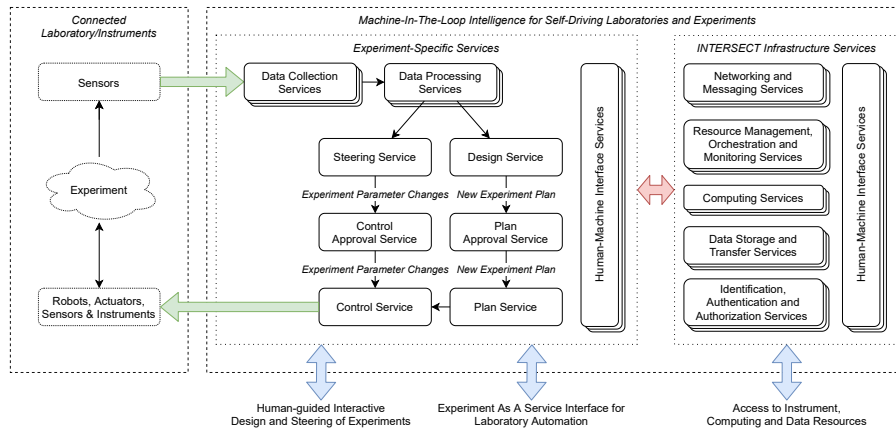 Connected
Laboratory/Instruments
Machine-In-The-Loop Intelligence for Self-Driving Laboratories and Experiments
Experiment-Specific Services
INTERSECT Infrastructure Services
Sensors
Experiment
Robots, Actuators,
Sensors & Instruments
Data Collection
Services
Data Processing
Services
Steering Service
Design Service
Experiment Parameter Changes
New Experiment Plan
Control
Approval Service
Plan
Approval Service
Experiment Parameter Changes
New Experiment Plan
Control Service
Plan Service
Human-Machine Interface Services
Networking and
Messaging Services
Resource Management,
Orchestration and
Monitoring Services
Computing Services
Data Storage and
Transfer Services
Identification,
Authentication and
Authorization Services
Human-Machine Interface Services
Human-guided Interactive
Design and Steering of Experiments
Experiment As A Service Interface for
Laboratory Automation
Access to Instrument,
Computing and Data Resources